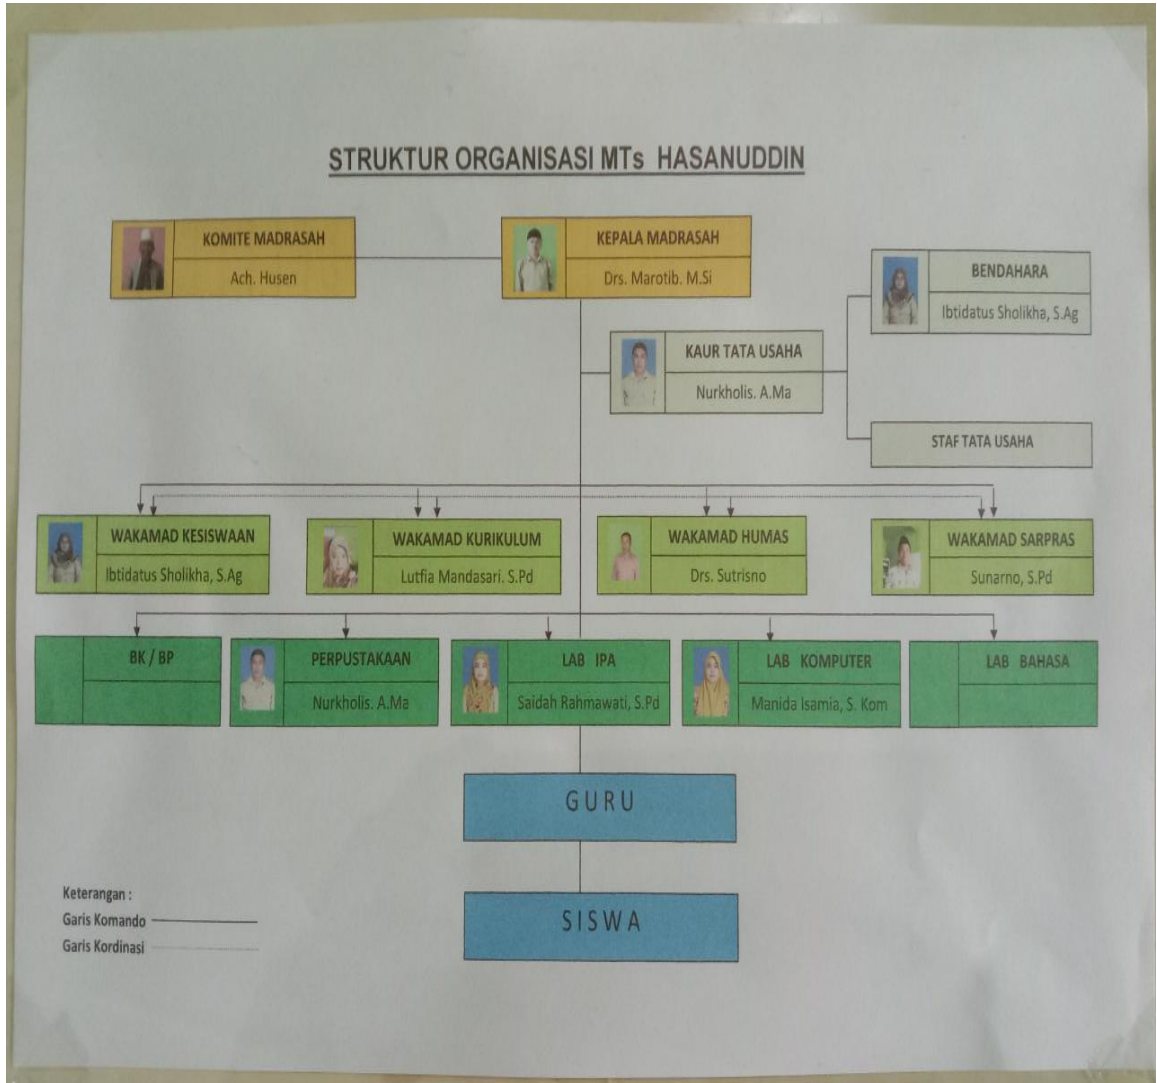 STRUKTUR ORGANISASI MTs HASANUDDIN
KOMITE MADRASAH
Ach. Husen
KEPALA MADRASAH
Drs. Marotib. M.Si
BENDAHARA
Ibtidatus Sholikha, S.Ag
KAUR TATA USAHA
Nurkholis. A.Ma
STAF TATA USAHA
WAKAMAD KESISWAAN
Ibtidatus Sholikha, S.Ag
WAKAMAD KURIKULUM
Lutfia Mandasari. S.Pd
WAKAMAD HUMAS
Drs. Sutrisno
WAKAMAD SARPRAS
Sunarno, S.Pd
BK / BP
PERPUSTAKAAN
Nurkholis. A.Ma
LAB IPA
Saidah Rahmawati, S.Pd
LAB KOMPUTER
Manida Isamia, S. Kom
LAB BAHASA
GURU
SISWA
Keterangan :
Garis Komando
Garis Kordinasi